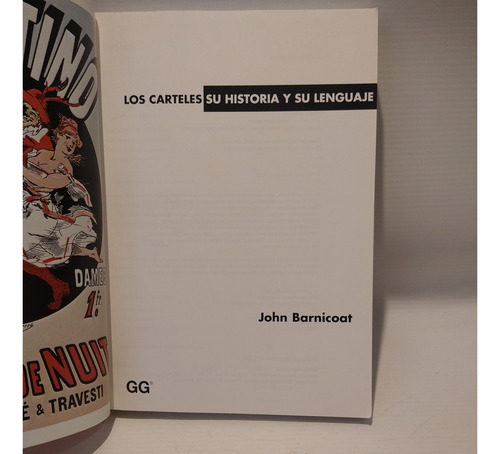 TINO
DAME
1F.
DE NUIT
É & TRAVESTI
LOS CARTELES SU HISTORIA Y SU LENGUAJE
John Barnicoat
GG®